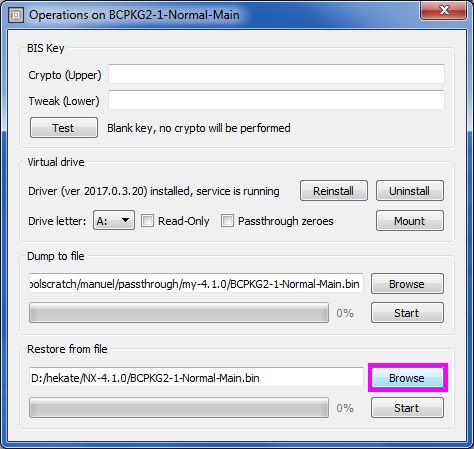 Operations on BCPKG2-1-Normal-Main
BIS Key
Crypto (Upper)
Tweak (Lower)
Test Blank key, no crypto will be performed
Virtual drive
Driver (ver 2017.0.3.20) installed, service is running Reinstall Uninstall
Drive letter: A: Read-Only Passthrough zeroes Mount
Dump to file
olscratch/manuel/passthrough/my-4.1.0/BCPKG2-1-Normal-Main.bin Browse
0% Start
Restore from file
D:/hekate/NX-4.1.0/BCPKG2-1-Normal-Main.bin Browse
0% Start